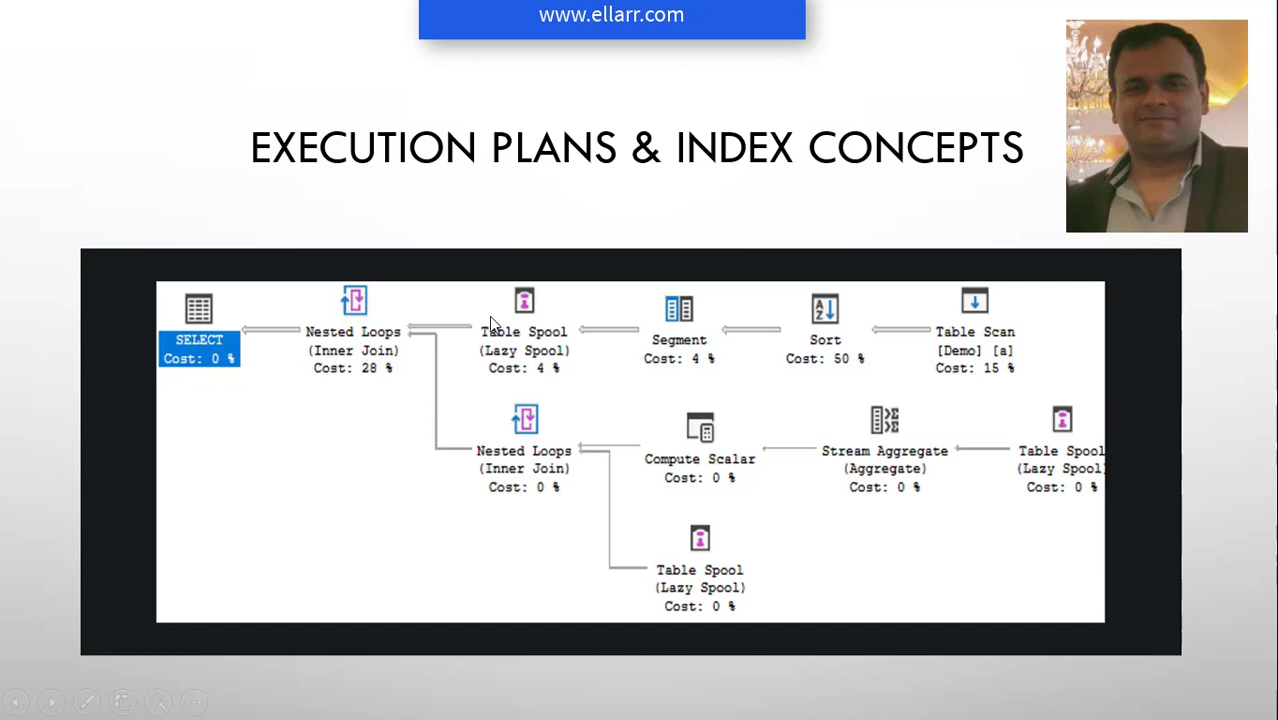 www.ellarr.com
EXECUTION PLANS & INDEX CONCEPTS
SELECT
Cost: 0 %
Nested Loops
(Inner Join)
Cost: 28 %
Table Spool
(Lazy Spool)
Cost: 4 %
Segment
Cost: 4 %
Sort
Cost: 50 %
Table Scan
[Demo] [a]
Cost: 15 %
Nested Loops
(Inner Join)
Cost: 0 %
Compute Scalar
Cost: 0 %
Stream Aggregate
(Aggregate)
Cost: 0 %
Table Spool
(Lazy Spool)
Cost: 0 %
Table Spool
(Lazy Spool)
Cost: 0 %